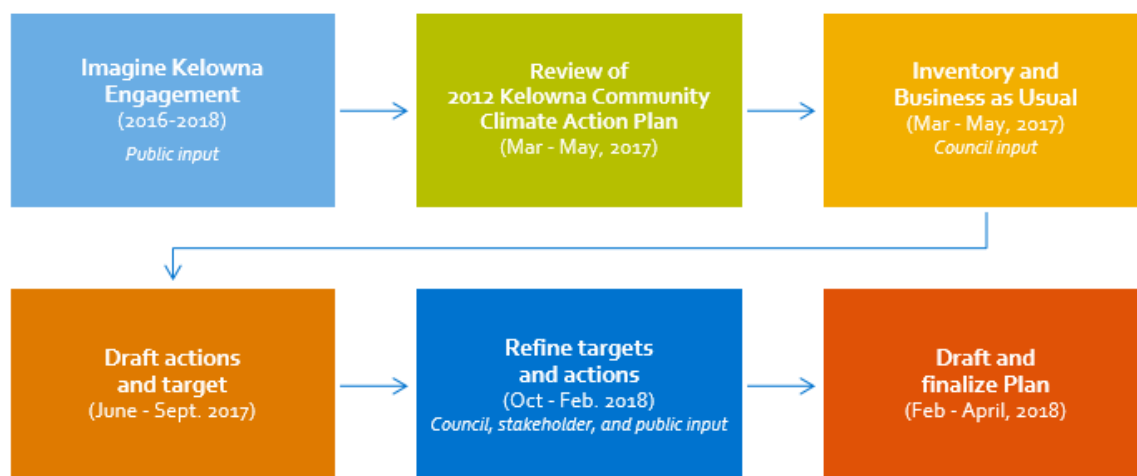 Imagine Kelowna
Engagement
(2016-2018)
Public input
Review of
2012 Kelowna Community
Climate Action Plan
(Mar - May, 2017)
Inventory and
Business as Usual
(Mar - May, 2017)
Council input
Draft actions
and target
(June - Sept. 2017)
Refine targets
and actions
(Oct - Feb. 2018)
Council, stakeholder, and public input
Draft and
finalize Plan
(Feb - April, 2018)